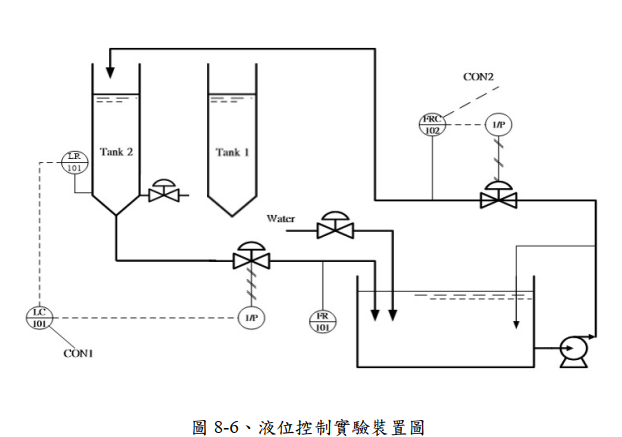 CON2
FRC
102
I/P
Tank 2
Tank 1
LR
101
Water
LC
101
I/P
FR
101
CON1
圖 8-6、液位控制實驗裝置圖